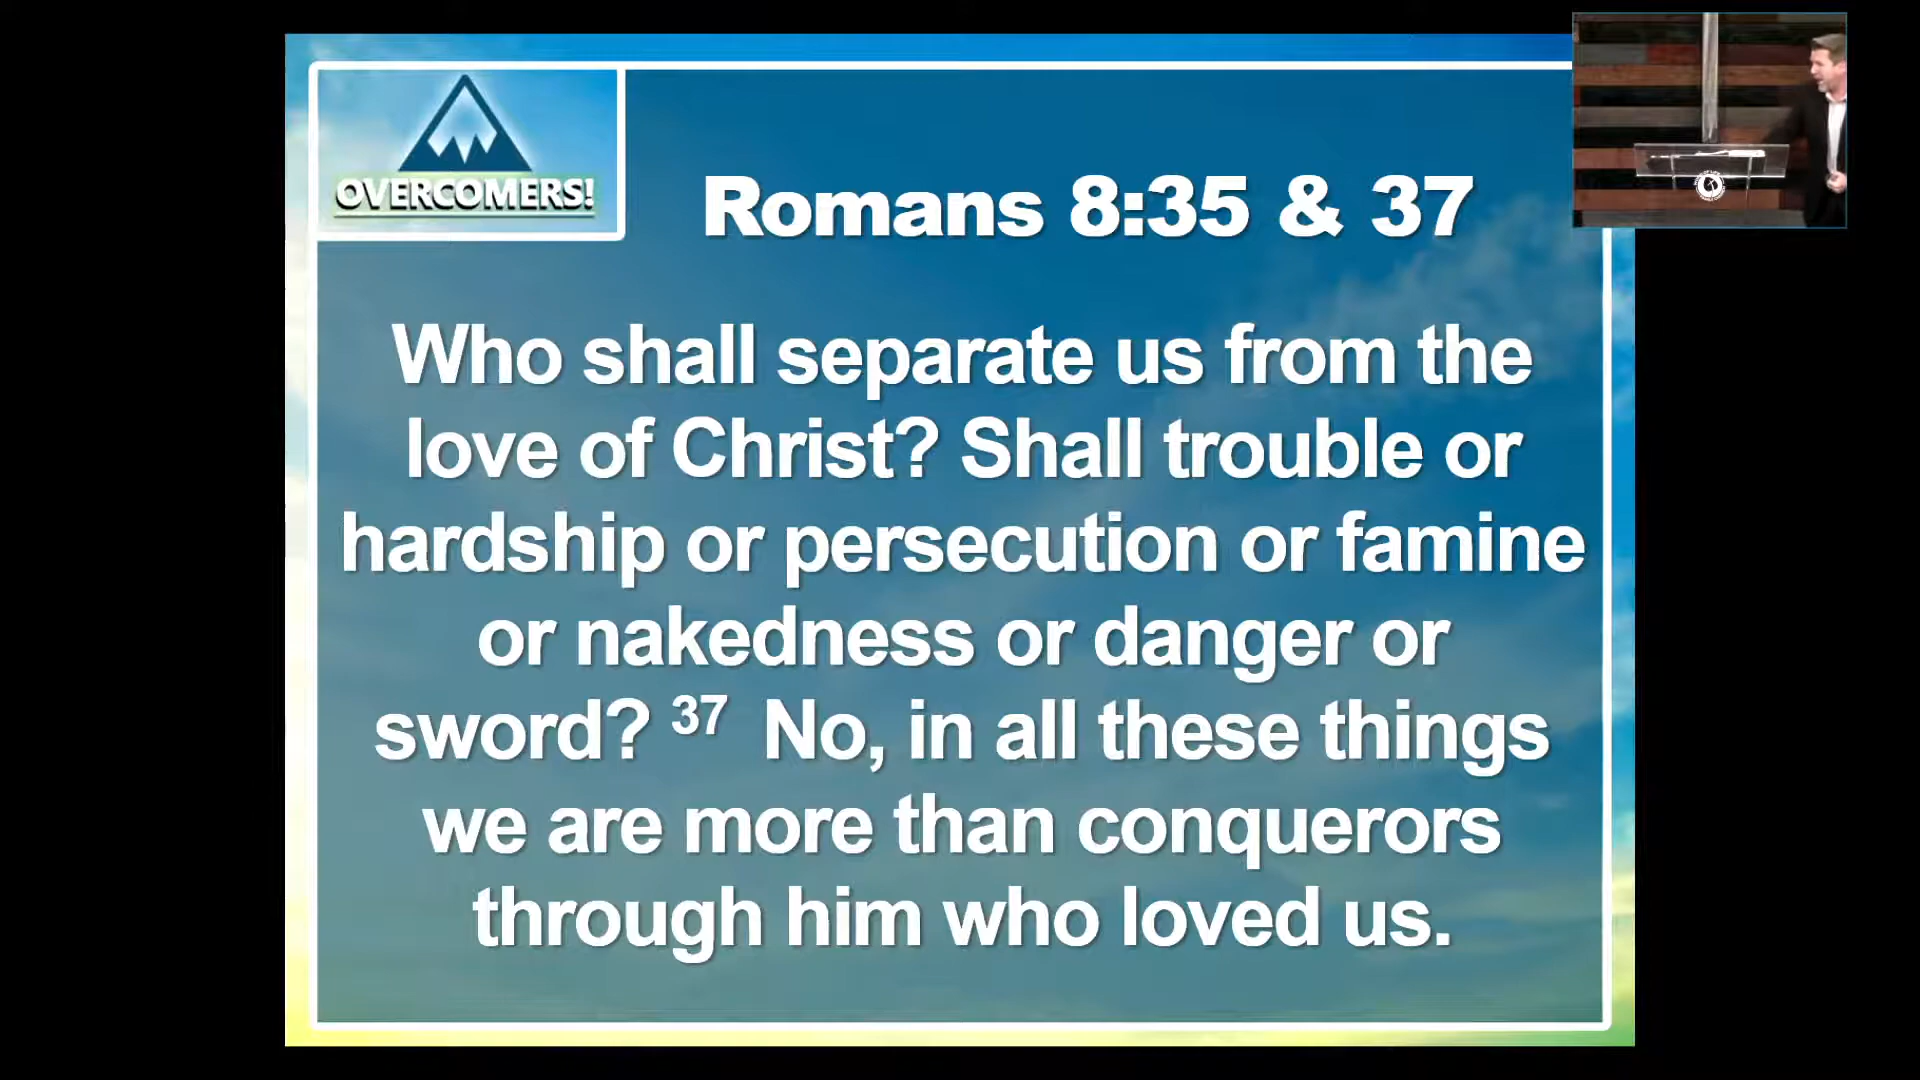 OVERCOMERS!
Romans 8:35 & 37
Who shall separate us from the
love of Christ? Shall trouble or
hardship or persecution or famine
or nakedness or danger or
sword? 37 No, in all these things
we are more than conquerors
through him who loved us.